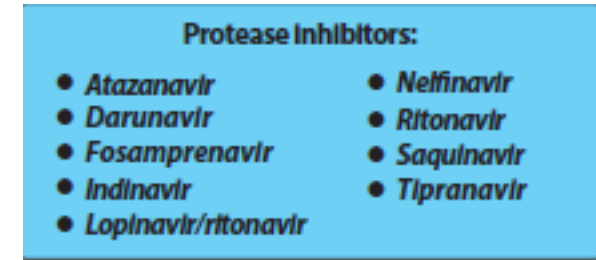 Protease Inhibitors:
● Atazanavir
● Darunavir
● Fosamprenavir
● Indinavir
● Lopinavir/ritonavir
● Nelfinavir
● Ritonavir
● Saquinavir
● Tipranavir